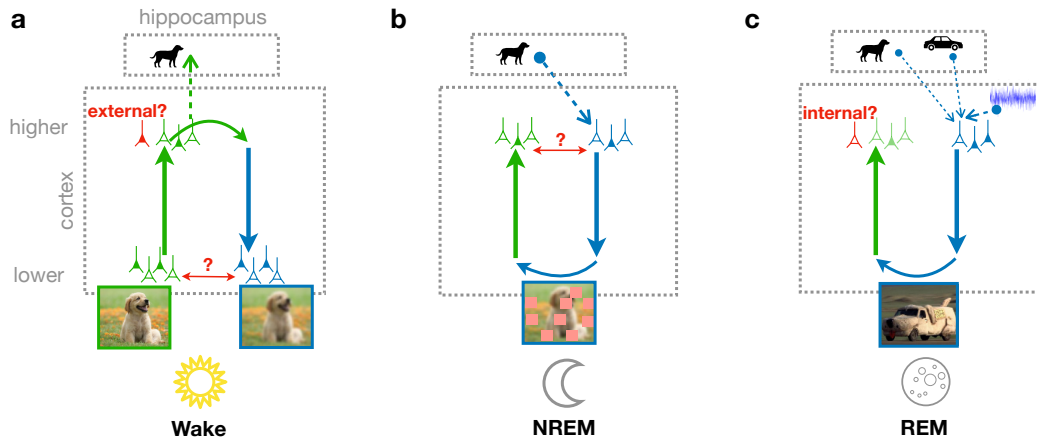 a
hippocampus
b
c
external?
internal?
higher
?
cortex
lower
?
Wake
NREM
REM